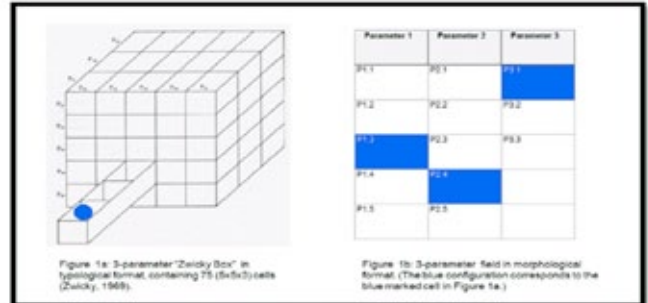 Parameter 1 Parameter 2 Parameter 3
P1.1 P2.1 P3.1
P1.2 P2.2 P3.2
P1.3 P2.3 P3.3
P1.4 P2.4
P1.5 P2.5
Figure 1a: 3-parameter "Zwicky Box" in
typological format, containing 75 (5x5x3) cells
(Zwicky, 1969).
Figure 1b: 3-parameter field in morphological
format. (The blue configuration corresponds to the
blue marked cell in Figure 1a.)